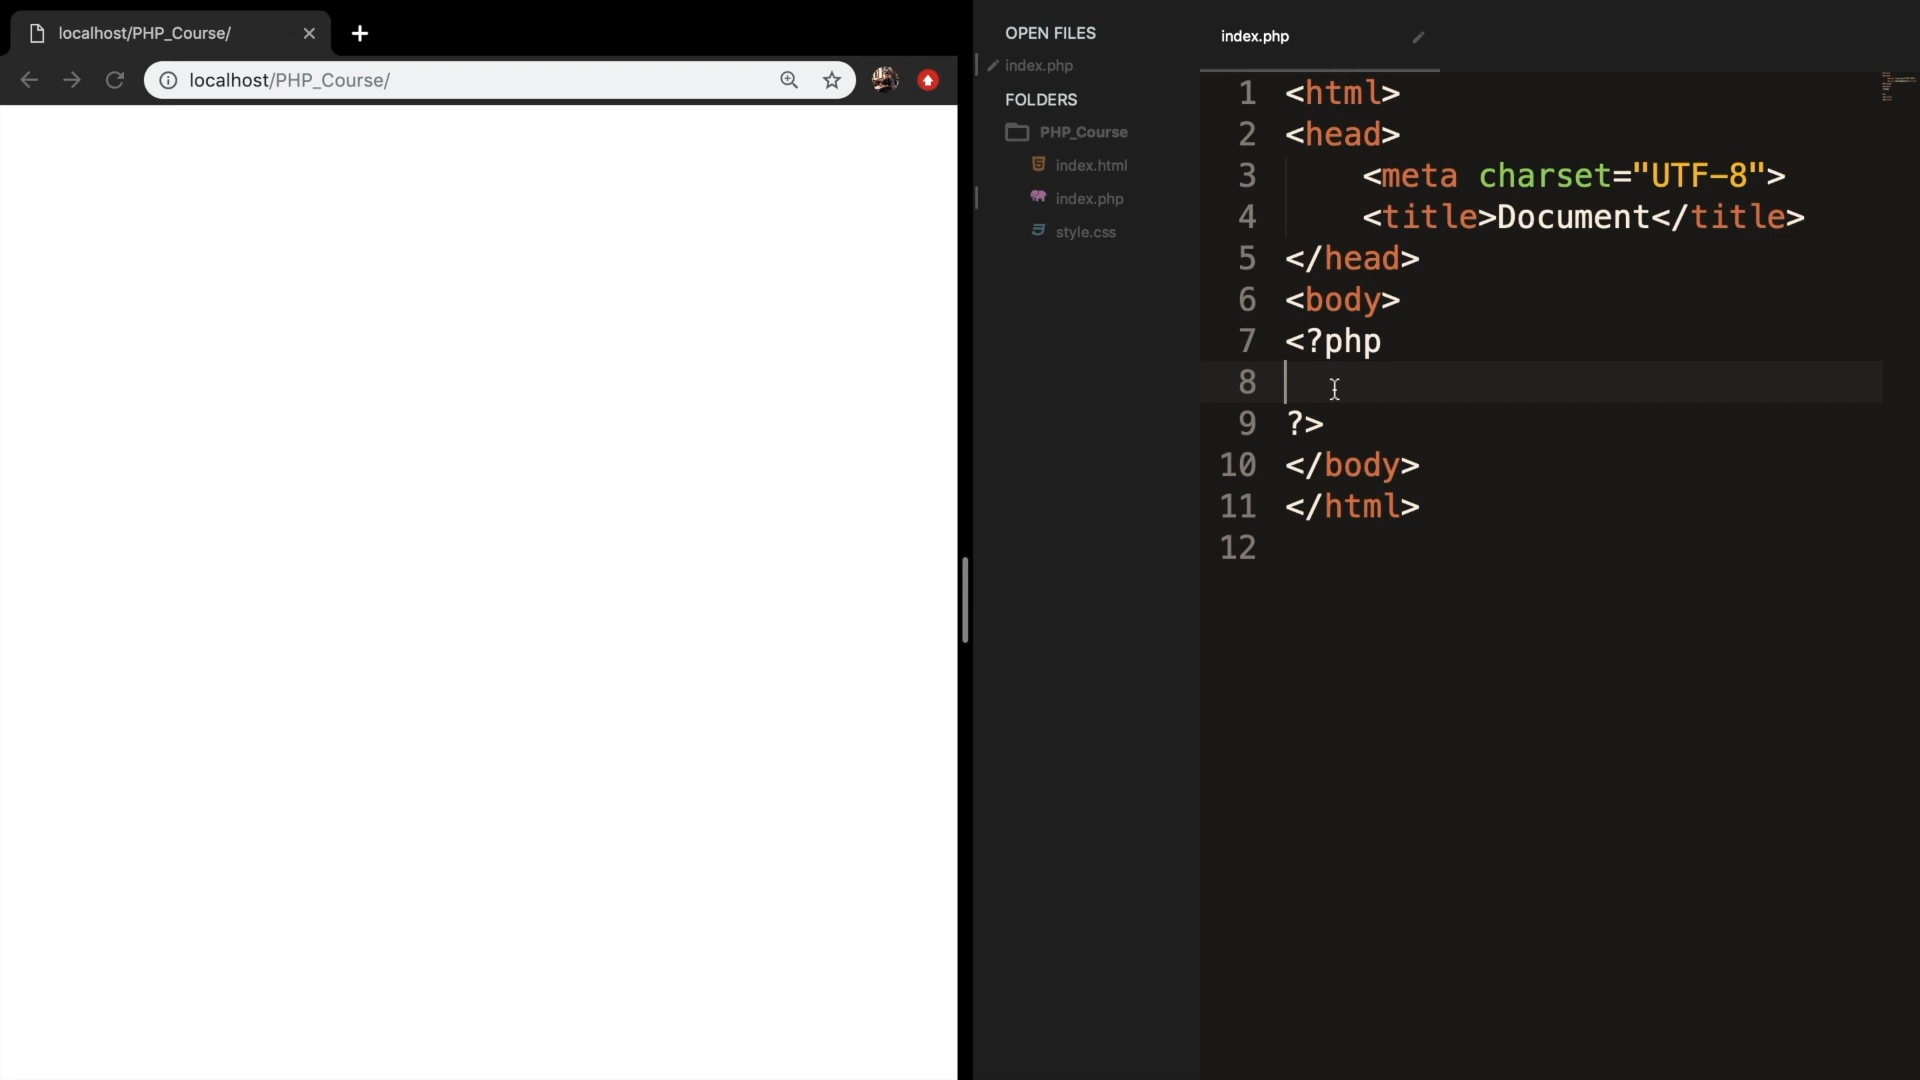 localhost/PHP_Course/
localhost/PHP_Course/
OPEN FILES
index.php
FOLDERS
PHP_Course
index.html
index.php
style.css
index.php
1 <html>
2 <head>
3 <meta charset="UTF-8">
4 <title>Document</title>
5 </head>
6 <body>
7 <?php
8
9 ?>
10 </body>
11 </html>
12